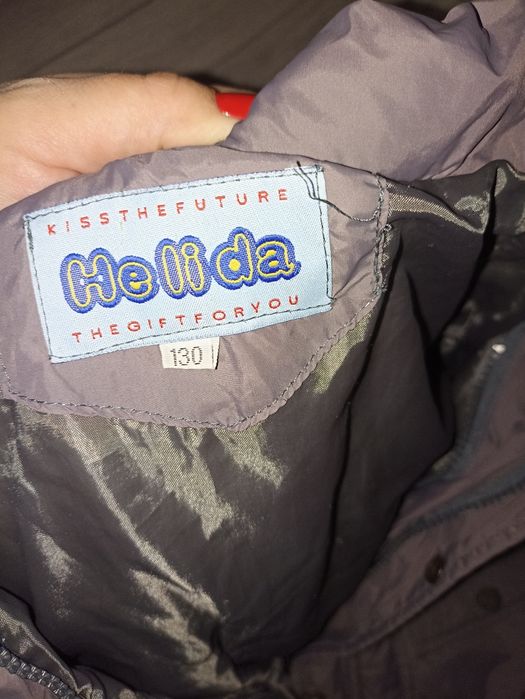 KISSTHEFUTURE
Helida
THEGIFTFORYOU
130